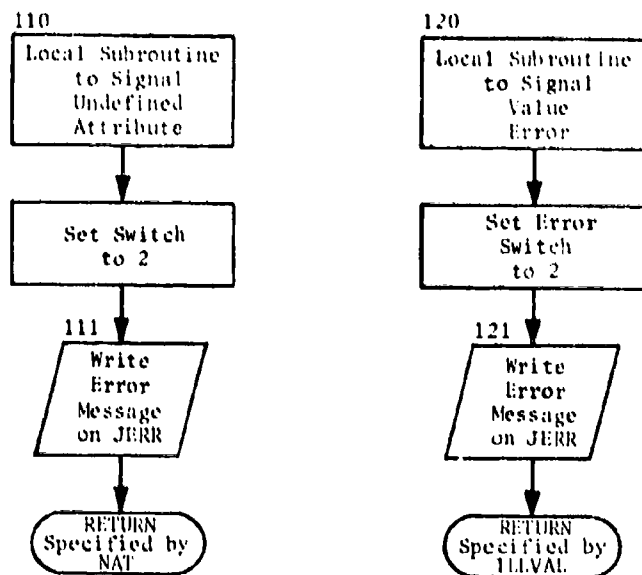 110
Local Subroutine
to Signal
Undefined
Attribute
Set Switch
to 2
111
Write
Error
Message
on JERR
RETURN
Specified by
NAT
120
Local Subroutine
to Signal
Value
Error
Set Error
Switch
to 2
121
Write
Error
Message
on JERR
RETURN
Specified by
ILLVAL